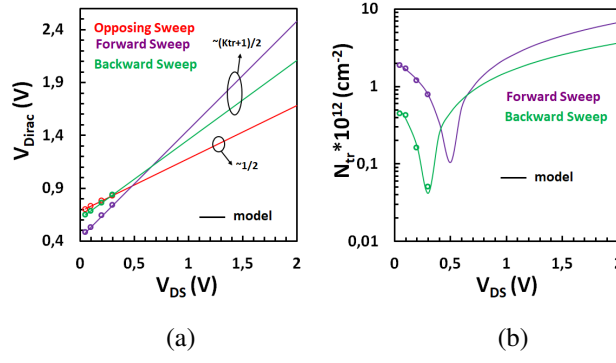 (a)
2,4
1,9
1,4
0,9
0,4
V_Dirac (V)
Opposing Sweep
Forward Sweep
Backward Sweep
~(Ktr+1)/2
~1/2
model
0
0,5
1
1,5
2
V_DS (V)
(b)
10
1
0,1
0,01
N_tr*10^12 (cm^-2)
Forward Sweep
Backward Sweep
model
0
0,5
1
1,5
2
V_DS (V)
(a)
(b)